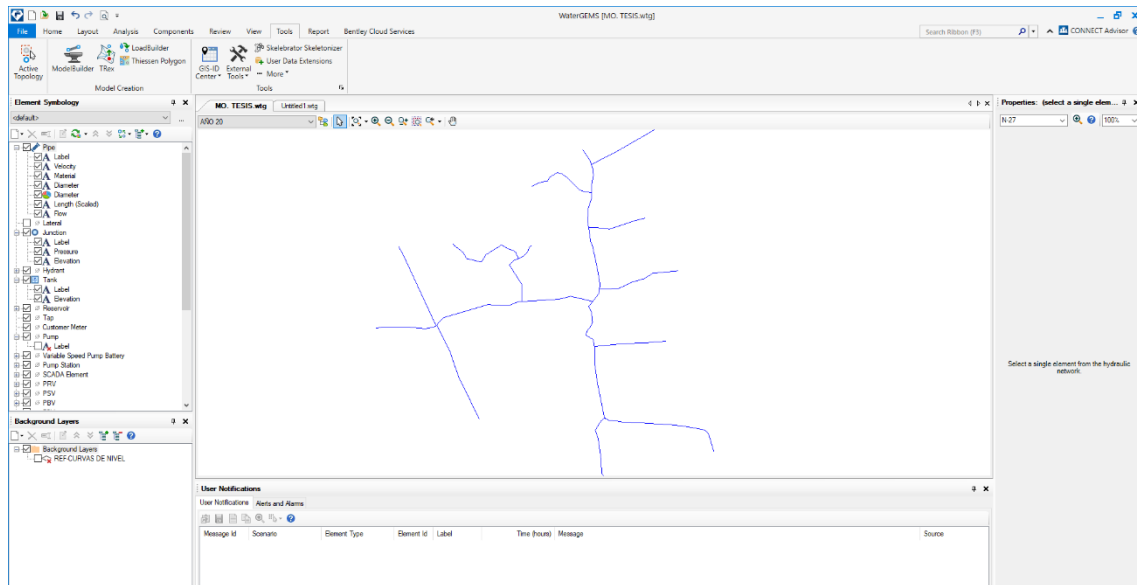 WaterGEMS [MO. TESIS.wtg]
File Home Layout Analysis Components Review View Tools Report Bentley Cloud Services
Search Ribbon (F3)
CONNECT Advisor
Active Topology
ModelBuilder
TRex
LoadBuilder
Thiessen Polygon
Model Creation
GIS-ID Center
External Tools
Skelebrator Skeletonizer
User Data Extensions
More
Tools
Element Symbology
<default>
Pipe
Label
Velocity
Material
Diameter
Diameter
Length (Scaled)
Flow
Lateral
Junction
Label
Pressure
Elevation
Hydrant
Tank
Label
Elevation
Reservoir
Tap
Customer Meter
Pump
Label
Variable Speed Pump Battery
Pump Station
SCADA Element
PRV
PSV
PBV
Background Layers
Background Layers
REF-CURVAS DE NIVEL
MO. TESIS.wtg Untitled1.wtg
AÑO 20
User Notifications
User Notifications Alerts and Alarms
Message Id Scenario Element Type Element Id Label Time (hours) Message Source
Properties: (select a single elem...
N-27 100%
Select a single element from the hydraulic
network.